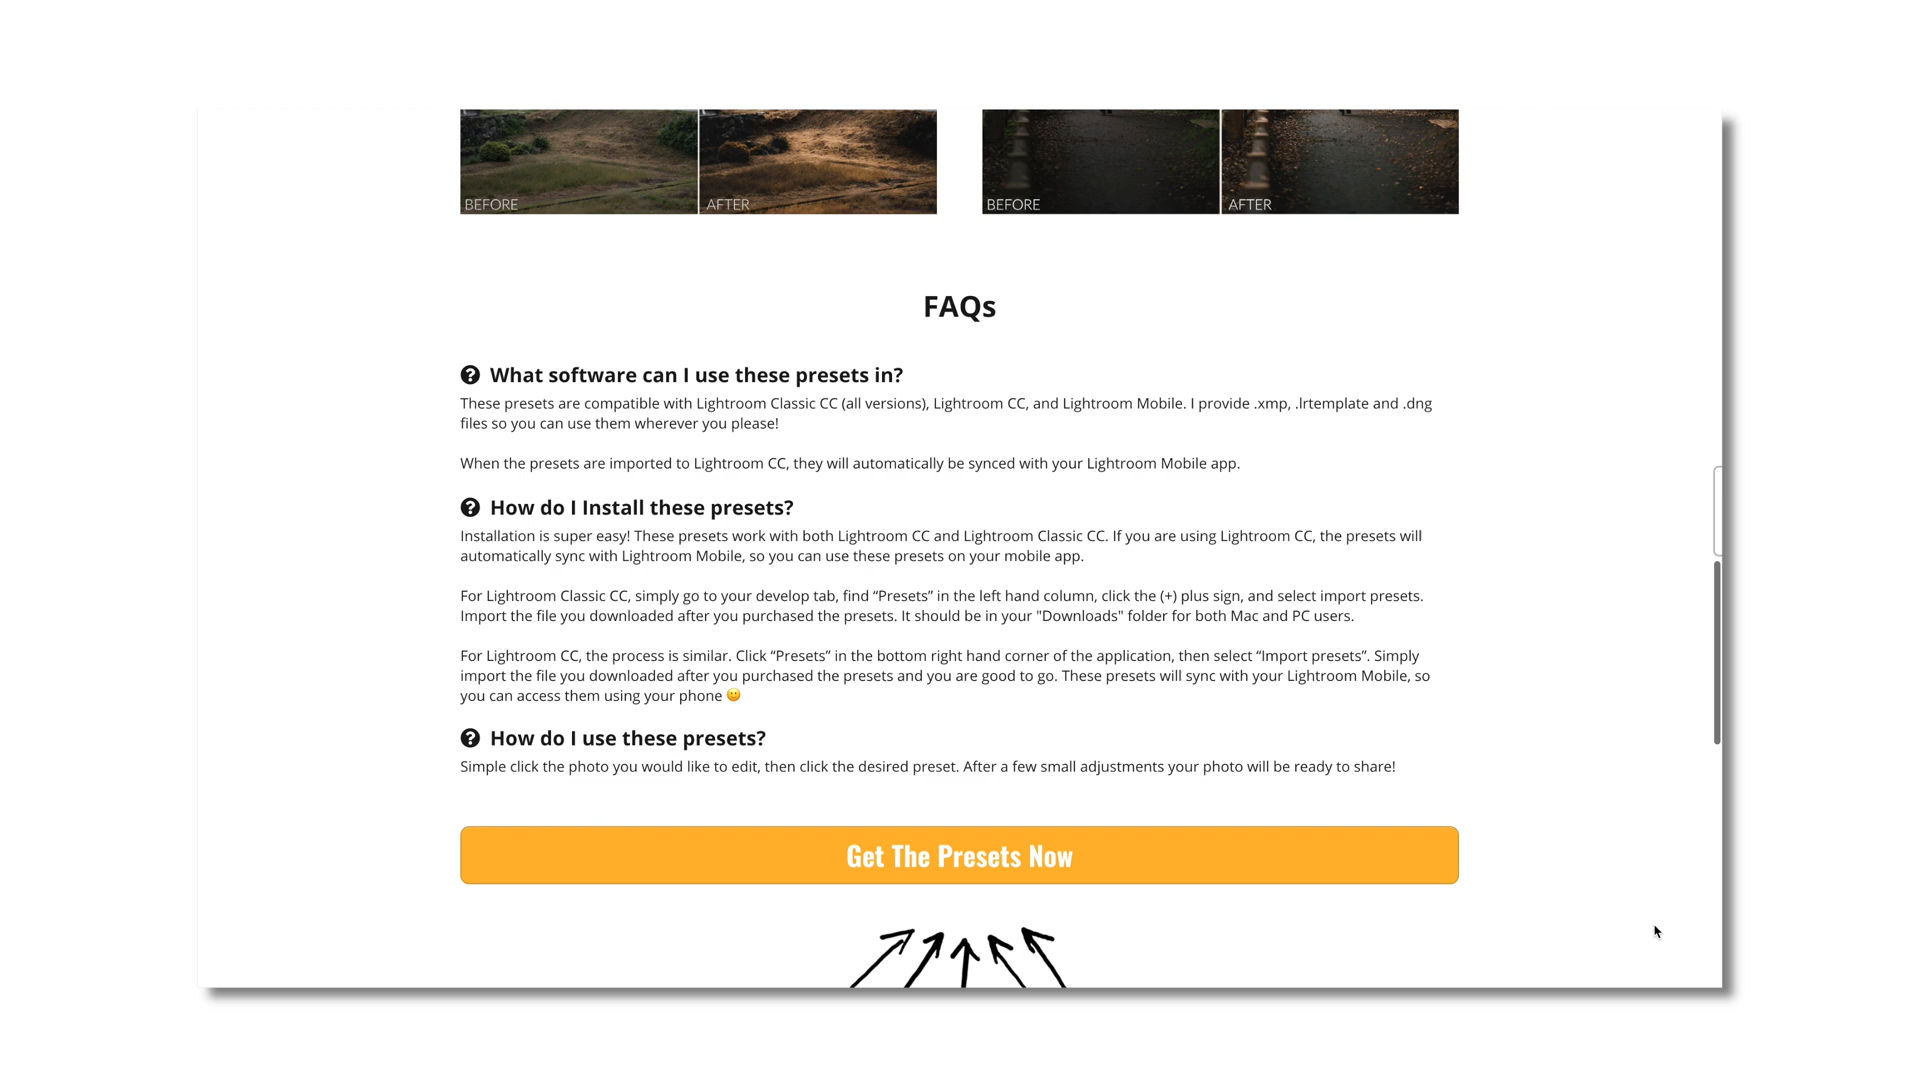 BEFORE AFTER BEFORE AFTER
FAQs
What software can I use these presets in?
These presets are compatible with Lightroom Classic CC (all versions), Lightroom CC, and Lightroom Mobile. I provide .xmp, .lrtemplate and .dng
files so you can use them wherever you please!
When the presets are imported to Lightroom CC, they will automatically be synced with your Lightroom Mobile app.
How do I Install these presets?
Installation is super easy! These presets work with both Lightroom CC and Lightroom Classic CC. If you are using Lightroom CC, the presets will
automatically sync with Lightroom Mobile, so you can use these presets on your mobile app.
For Lightroom Classic CC, simply go to your develop tab, find “Presets” in the left hand column, click the (+) plus sign, and select import presets.
Import the file you downloaded after you purchased the presets. It should be in your "Downloads" folder for both Mac and PC users.
For Lightroom CC, the process is similar. Click “Presets” in the bottom right hand corner of the application, then select “Import presets”. Simply
import the file you downloaded after you purchased the presets and you are good to go. These presets will sync with your Lightroom Mobile, so
you can access them using your phone 🙂
How do I use these presets?
Simple click the photo you would like to edit, then click the desired preset. After a few small adjustments your photo will be ready to share!
Get The Presets Now